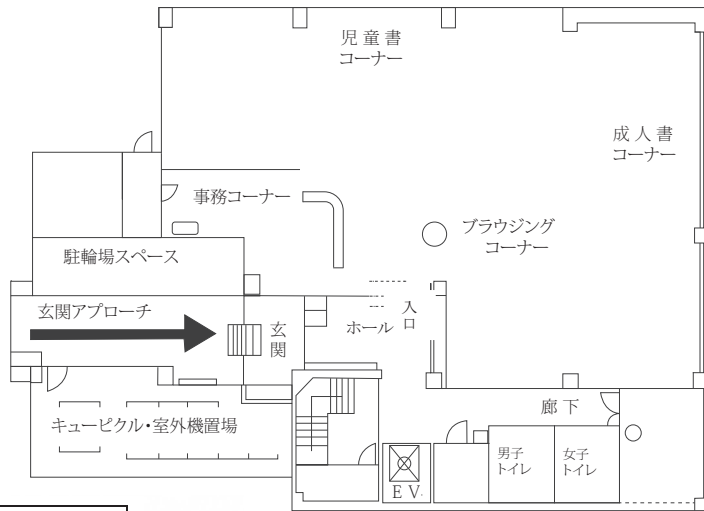 児童書
コーナー
成人書
コーナー
事務コーナー
ブラウジング
コーナー
駐輪場スペース
玄関アプローチ
玄関
ホール
入口
キュービクル・室外機置場
廊下
男子
トイレ
女子
トイレ
EV.